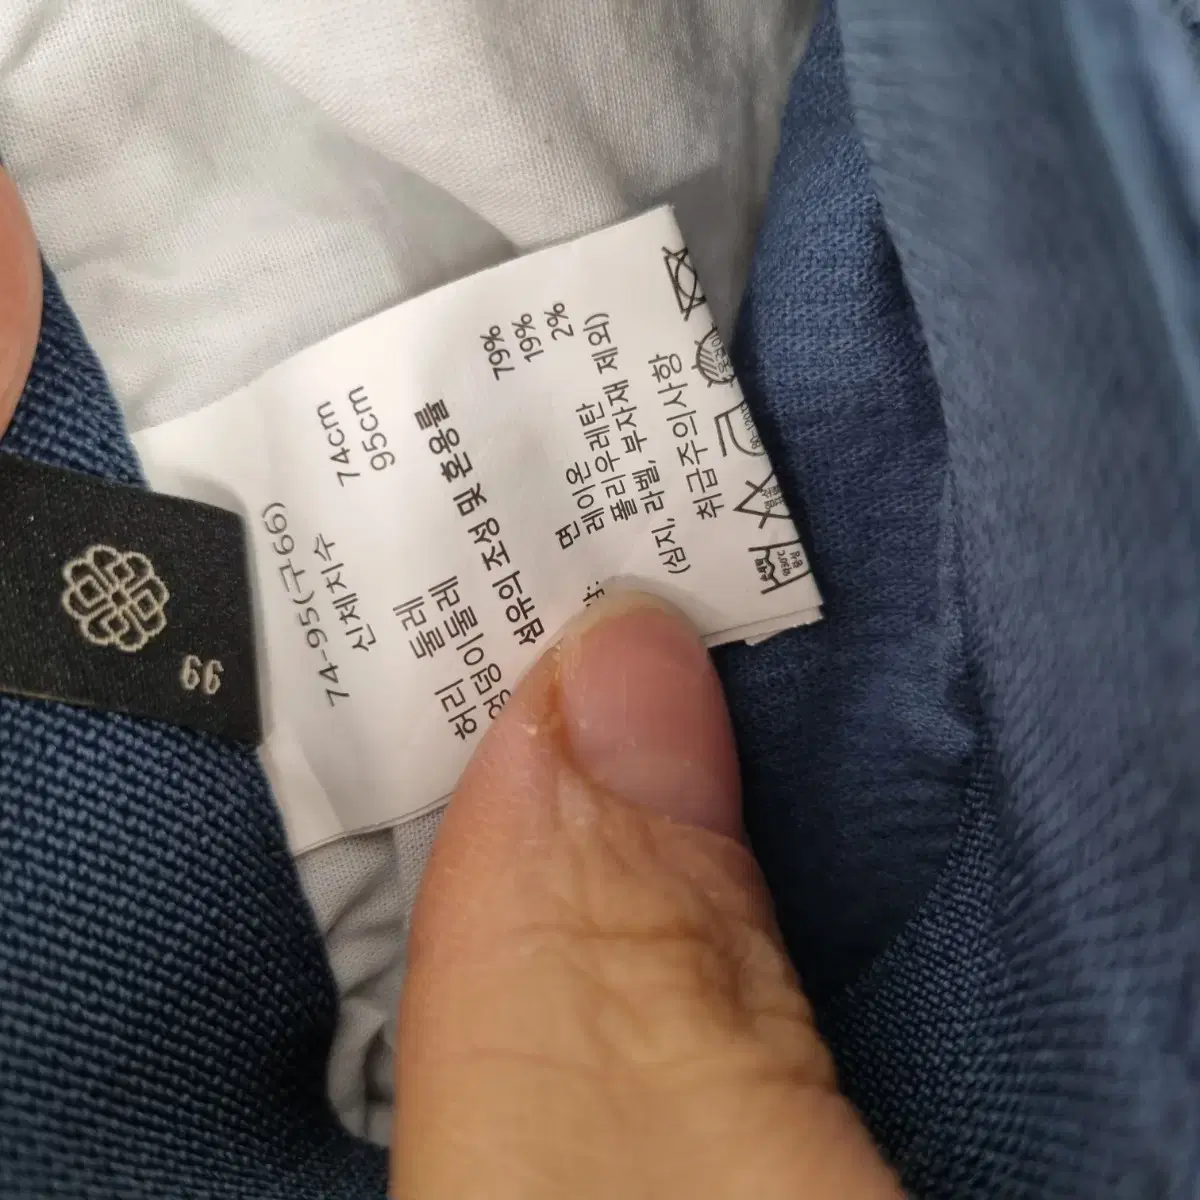 66
74-95(구66)
신체치수
허리 둘레 74cm
엉덩이둘레 95cm
섬유의 조성 및 혼용률
면 79%
레이온 19%
폴리우레탄 2%
(심지, 라벨, 부자재 제외)
취급주의사항